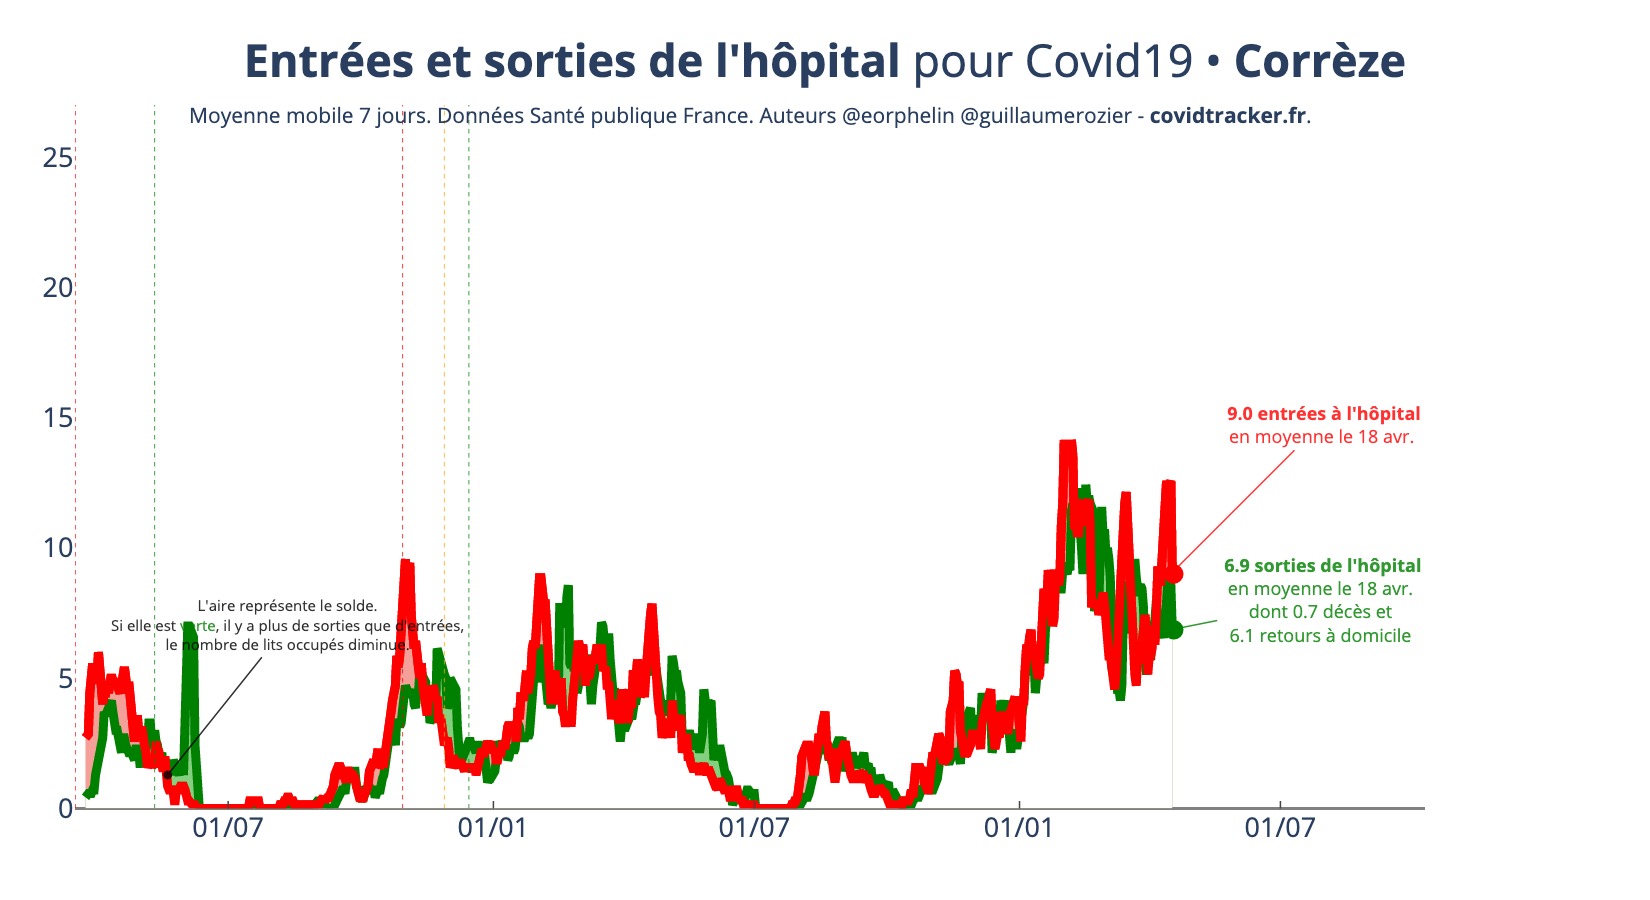 Entrées et sorties de l'hôpital pour Covid19 • Corrèze
Moyenne mobile 7 jours. Données Santé publique France. Auteurs @eorphelin @guillaumerozier - covidtracker.fr.
25
20
15
10
5
0
9.0 entrées à l'hôpital
en moyenne le 18 avr.
6.9 sorties de l'hôpital
en moyenne le 18 avr.
dont 0.7 décès et
6.1 retours à domicile
L'aire représente le solde.
Si elle est verte, il y a plus de sorties que d'entrées,
le nombre de lits occupés diminue.
01/07
01/01
01/07
01/01
01/07